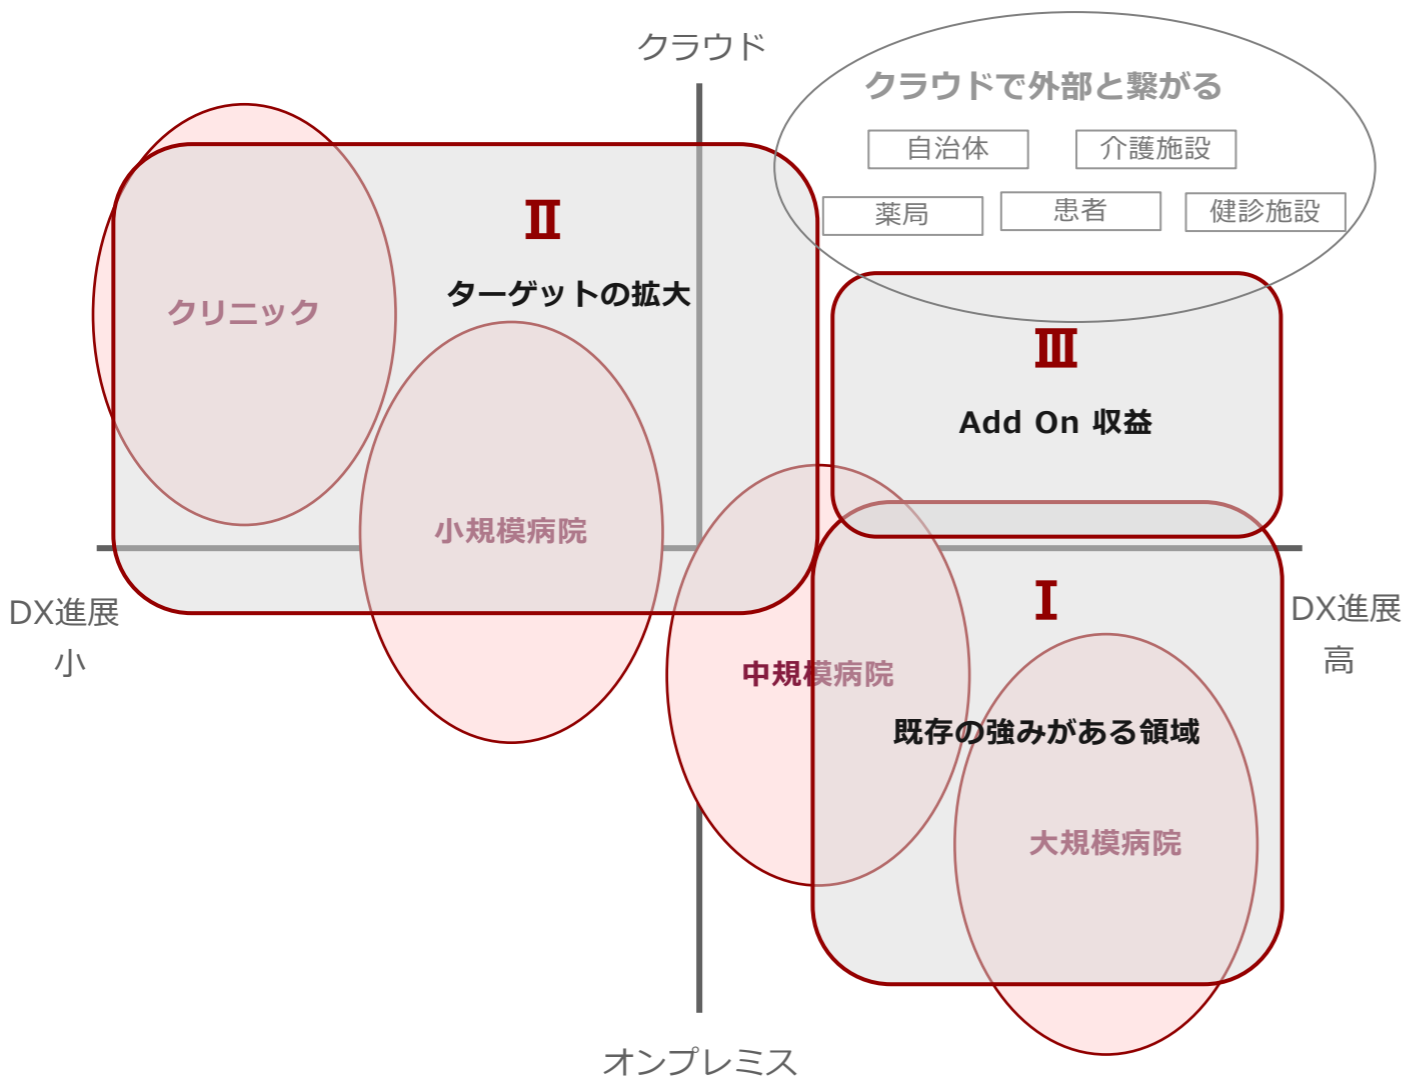 クラウド
クラウドで外部と繋がる
自治体
介護施設
薬局
患者
健診施設
Ⅱ
ターゲットの拡大
クリニック
小規模病院
Ⅲ
Add On 収益
DX進展
小
DX進展
高
Ⅰ
中規模病院
既存の強みがある領域
大規模病院
オンプレミス